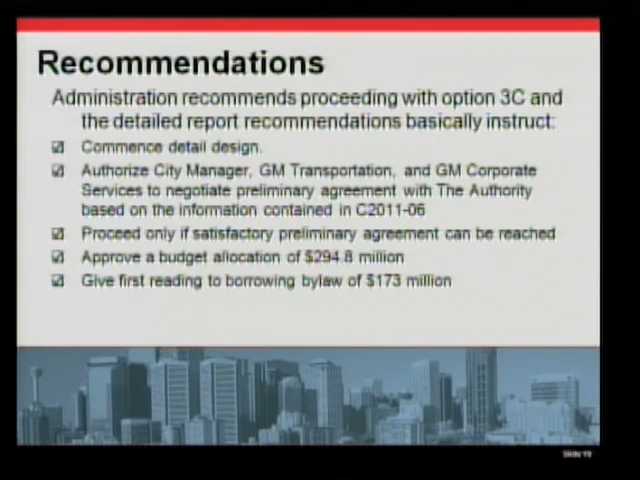 Recommendations
Administration recommends proceeding with option 3C and
the detailed report recommendations basically instruct:
Commence detail design.
Authorize City Manager, GM Transportation, and GM Corporate
Services to negotiate preliminary agreement with The Authority
based on the information contained in C2011-06
Proceed only if satisfactory preliminary agreement can be reached
Approve a budget allocation of $294.8 million
Give first reading to borrowing bylaw of $173 million